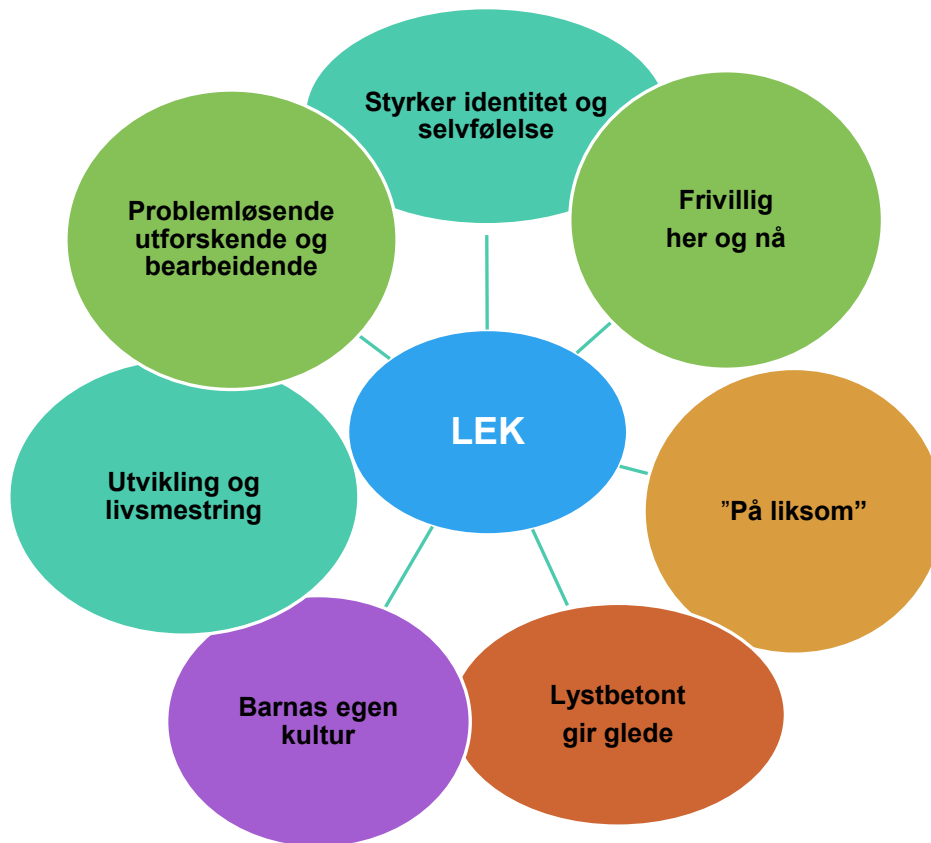 Styrker identitet og
selvfølelse
Frivillig
her og nå
Problemløsende
utforskende og
bearbeidende
LEK
Utvikling og
livsmestring
”På liksom”
Barnas egen
kultur
Lystbetont
gir glede